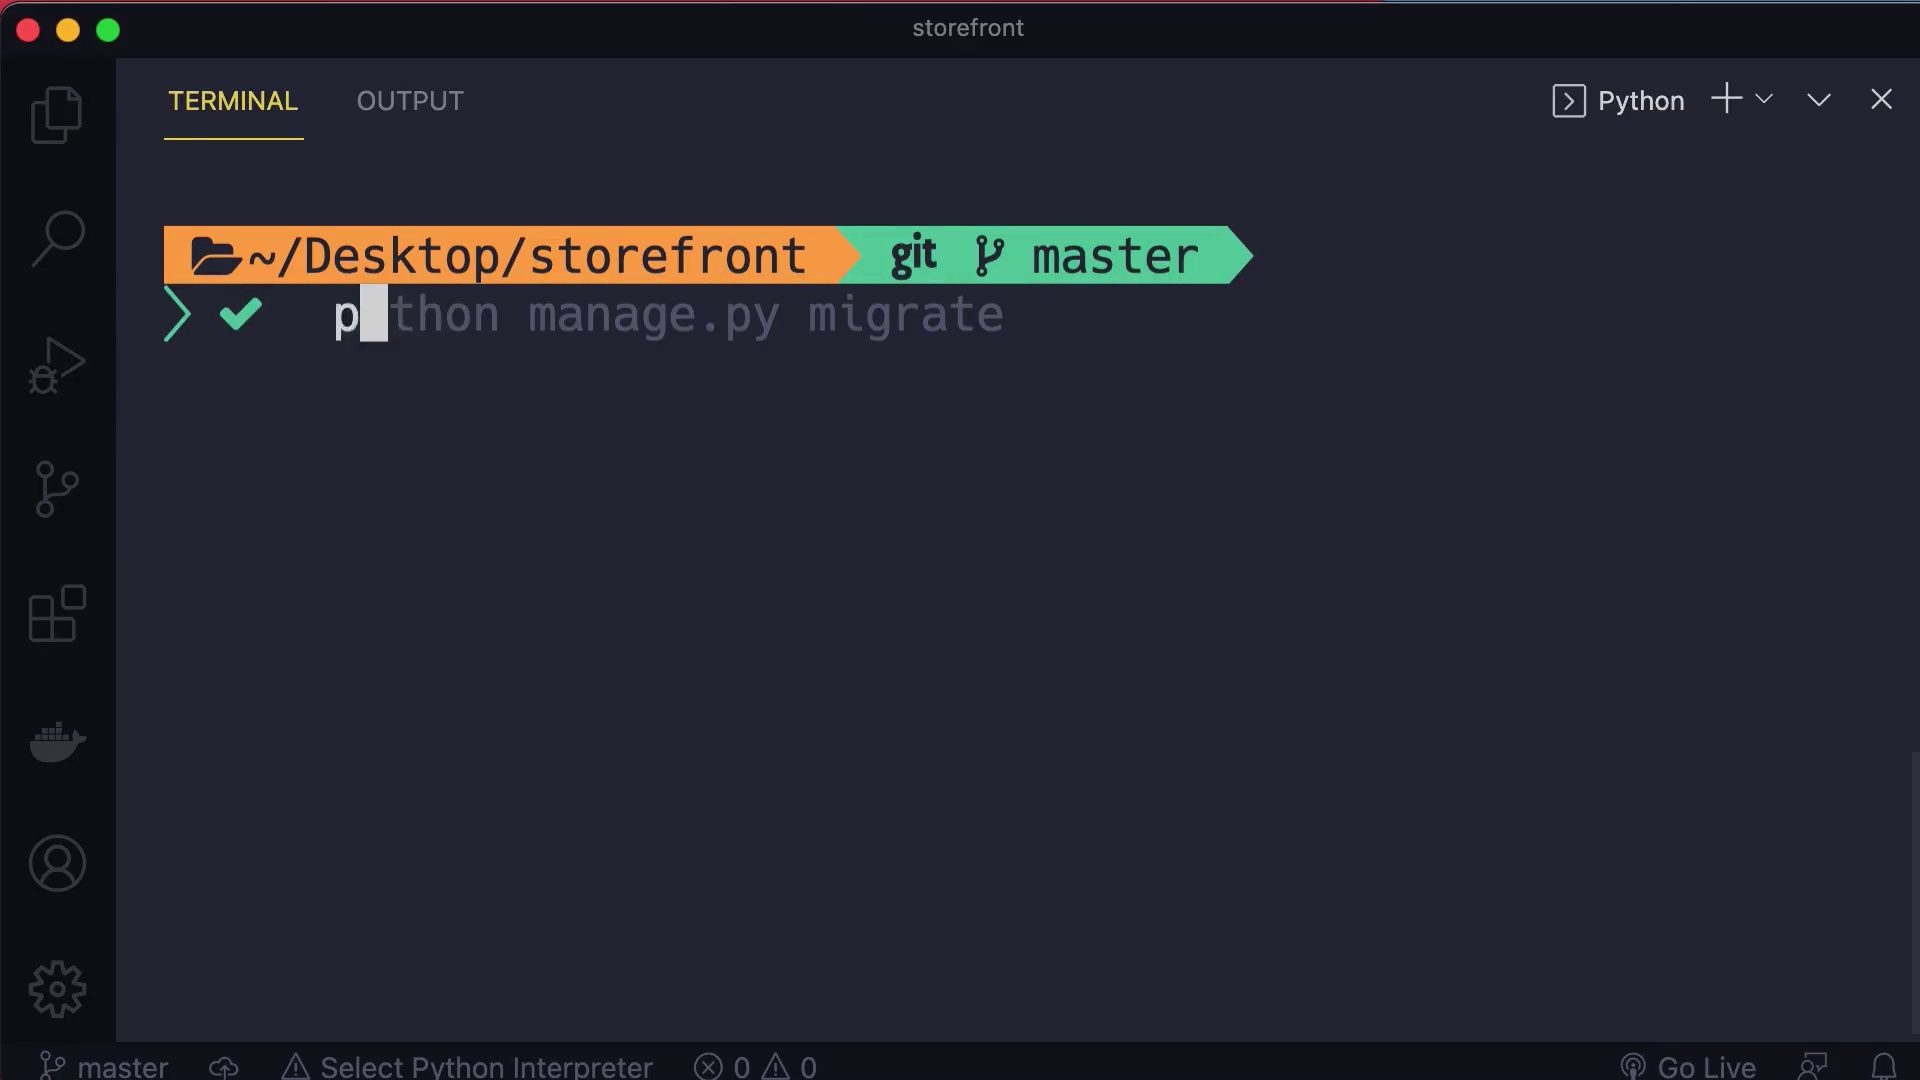 storefront
TERMINAL OUTPUT Python
~/Desktop/storefront git master
p thon manage.py migrate
master Select Python Interpreter 0 0 Go Live